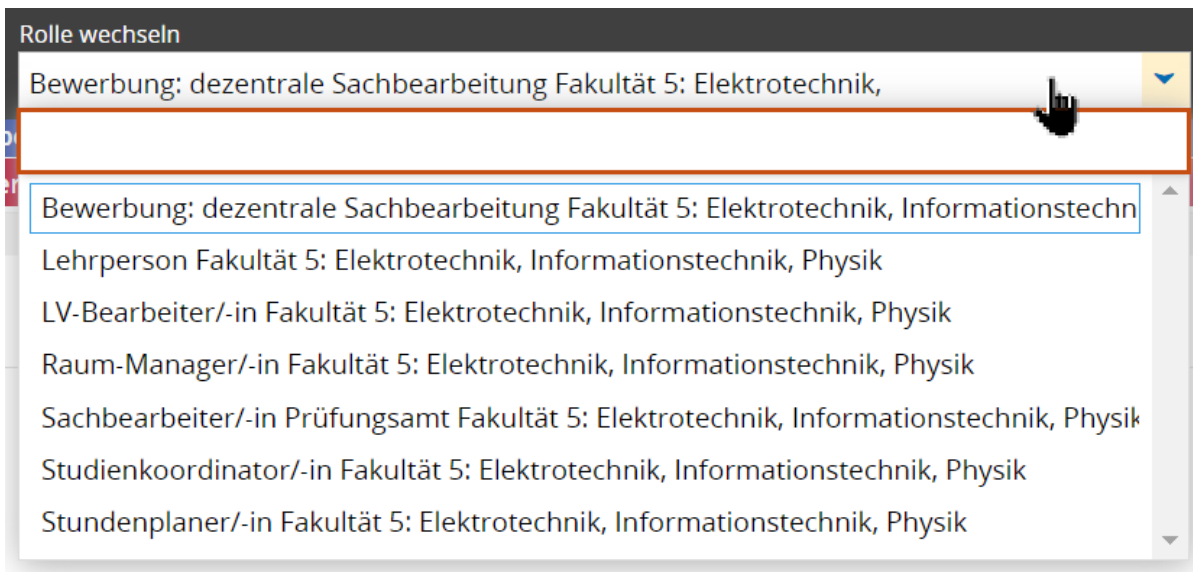 Rolle wechseln
Bewerbung: dezentrale Sachbearbeitung Fakultät 5: Elektrotechnik,
Bewerbung: dezentrale Sachbearbeitung Fakultät 5: Elektrotechnik, Informationstechn
Lehrperson Fakultät 5: Elektrotechnik, Informationstechnik, Physik
LV-Bearbeiter/-in Fakultät 5: Elektrotechnik, Informationstechnik, Physik
Raum-Manager/-in Fakultät 5: Elektrotechnik, Informationstechnik, Physik
Sachbearbeiter/-in Prüfungsamt Fakultät 5: Elektrotechnik, Informationstechnik, Physik
Studienkoordinator/-in Fakultät 5: Elektrotechnik, Informationstechnik, Physik
Stundenplaner/-in Fakultät 5: Elektrotechnik, Informationstechnik, Physik